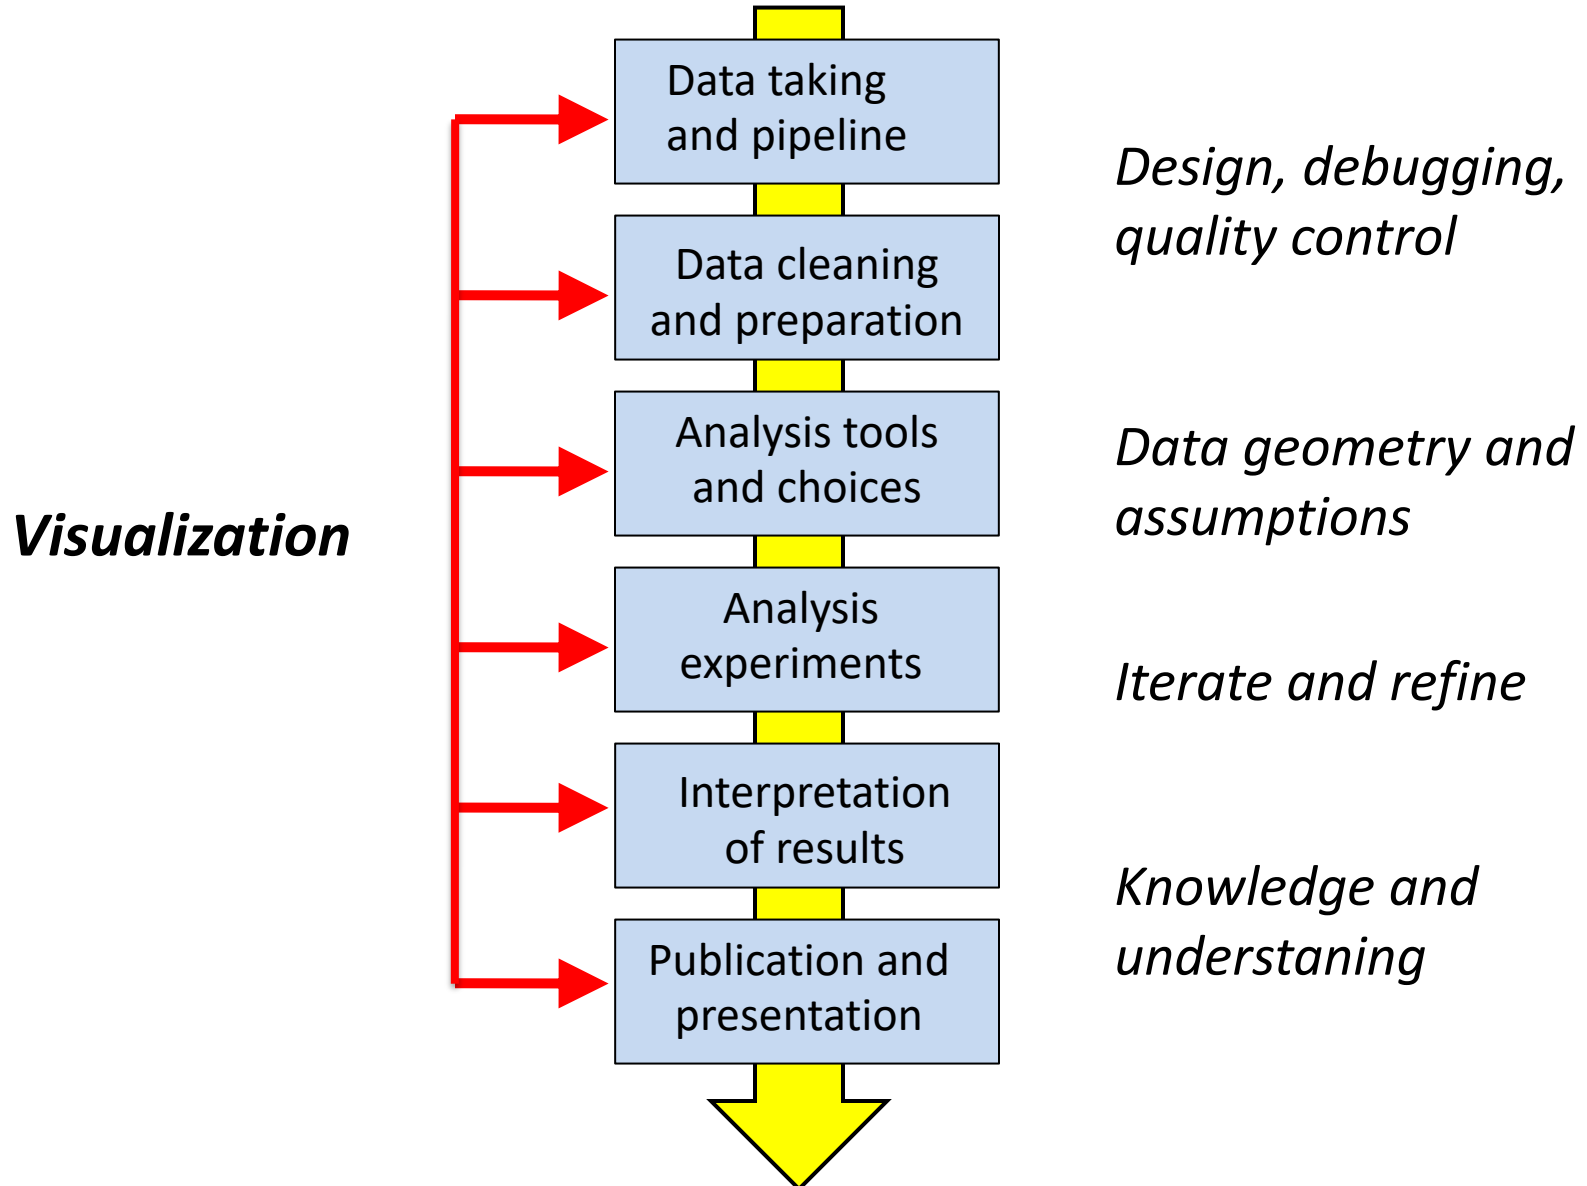 Visualization
Data taking
and pipeline
Data cleaning
and preparation
Analysis tools
and choices
Analysis
experiments
Interpretation
of results
Publication and
presentation
Design, debugging,
quality control
Data geometry and
assumptions
Iterate and refine
Knowledge and
understaning